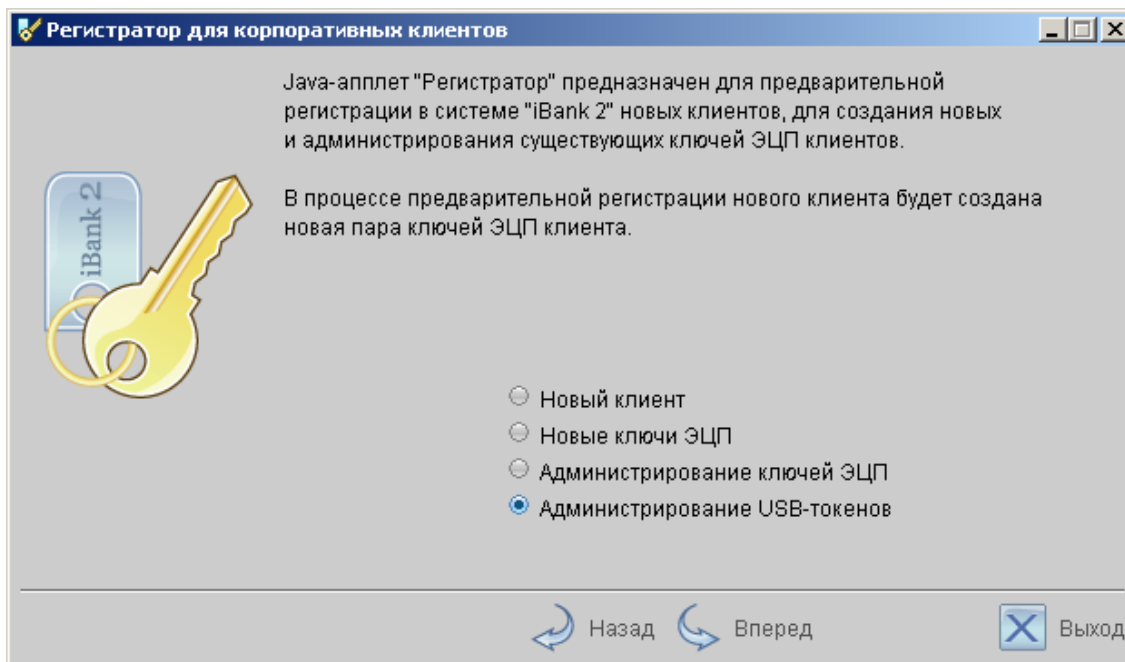 Регистратор для корпоративных клиентов
Java-апплет "Регистратор" предназначен для предварительной
регистрации в системе "iBank 2" новых клиентов, для создания новых
и администрирования существующих ключей ЭЦП клиентов.
В процессе предварительной регистрации нового клиента будет создана
новая пара ключей ЭЦП клиента.
iBank 2
Новый клиент
Новые ключи ЭЦП
Администрирование ключей ЭЦП
Администрирование USB-токенов
Назад Вперед Выход